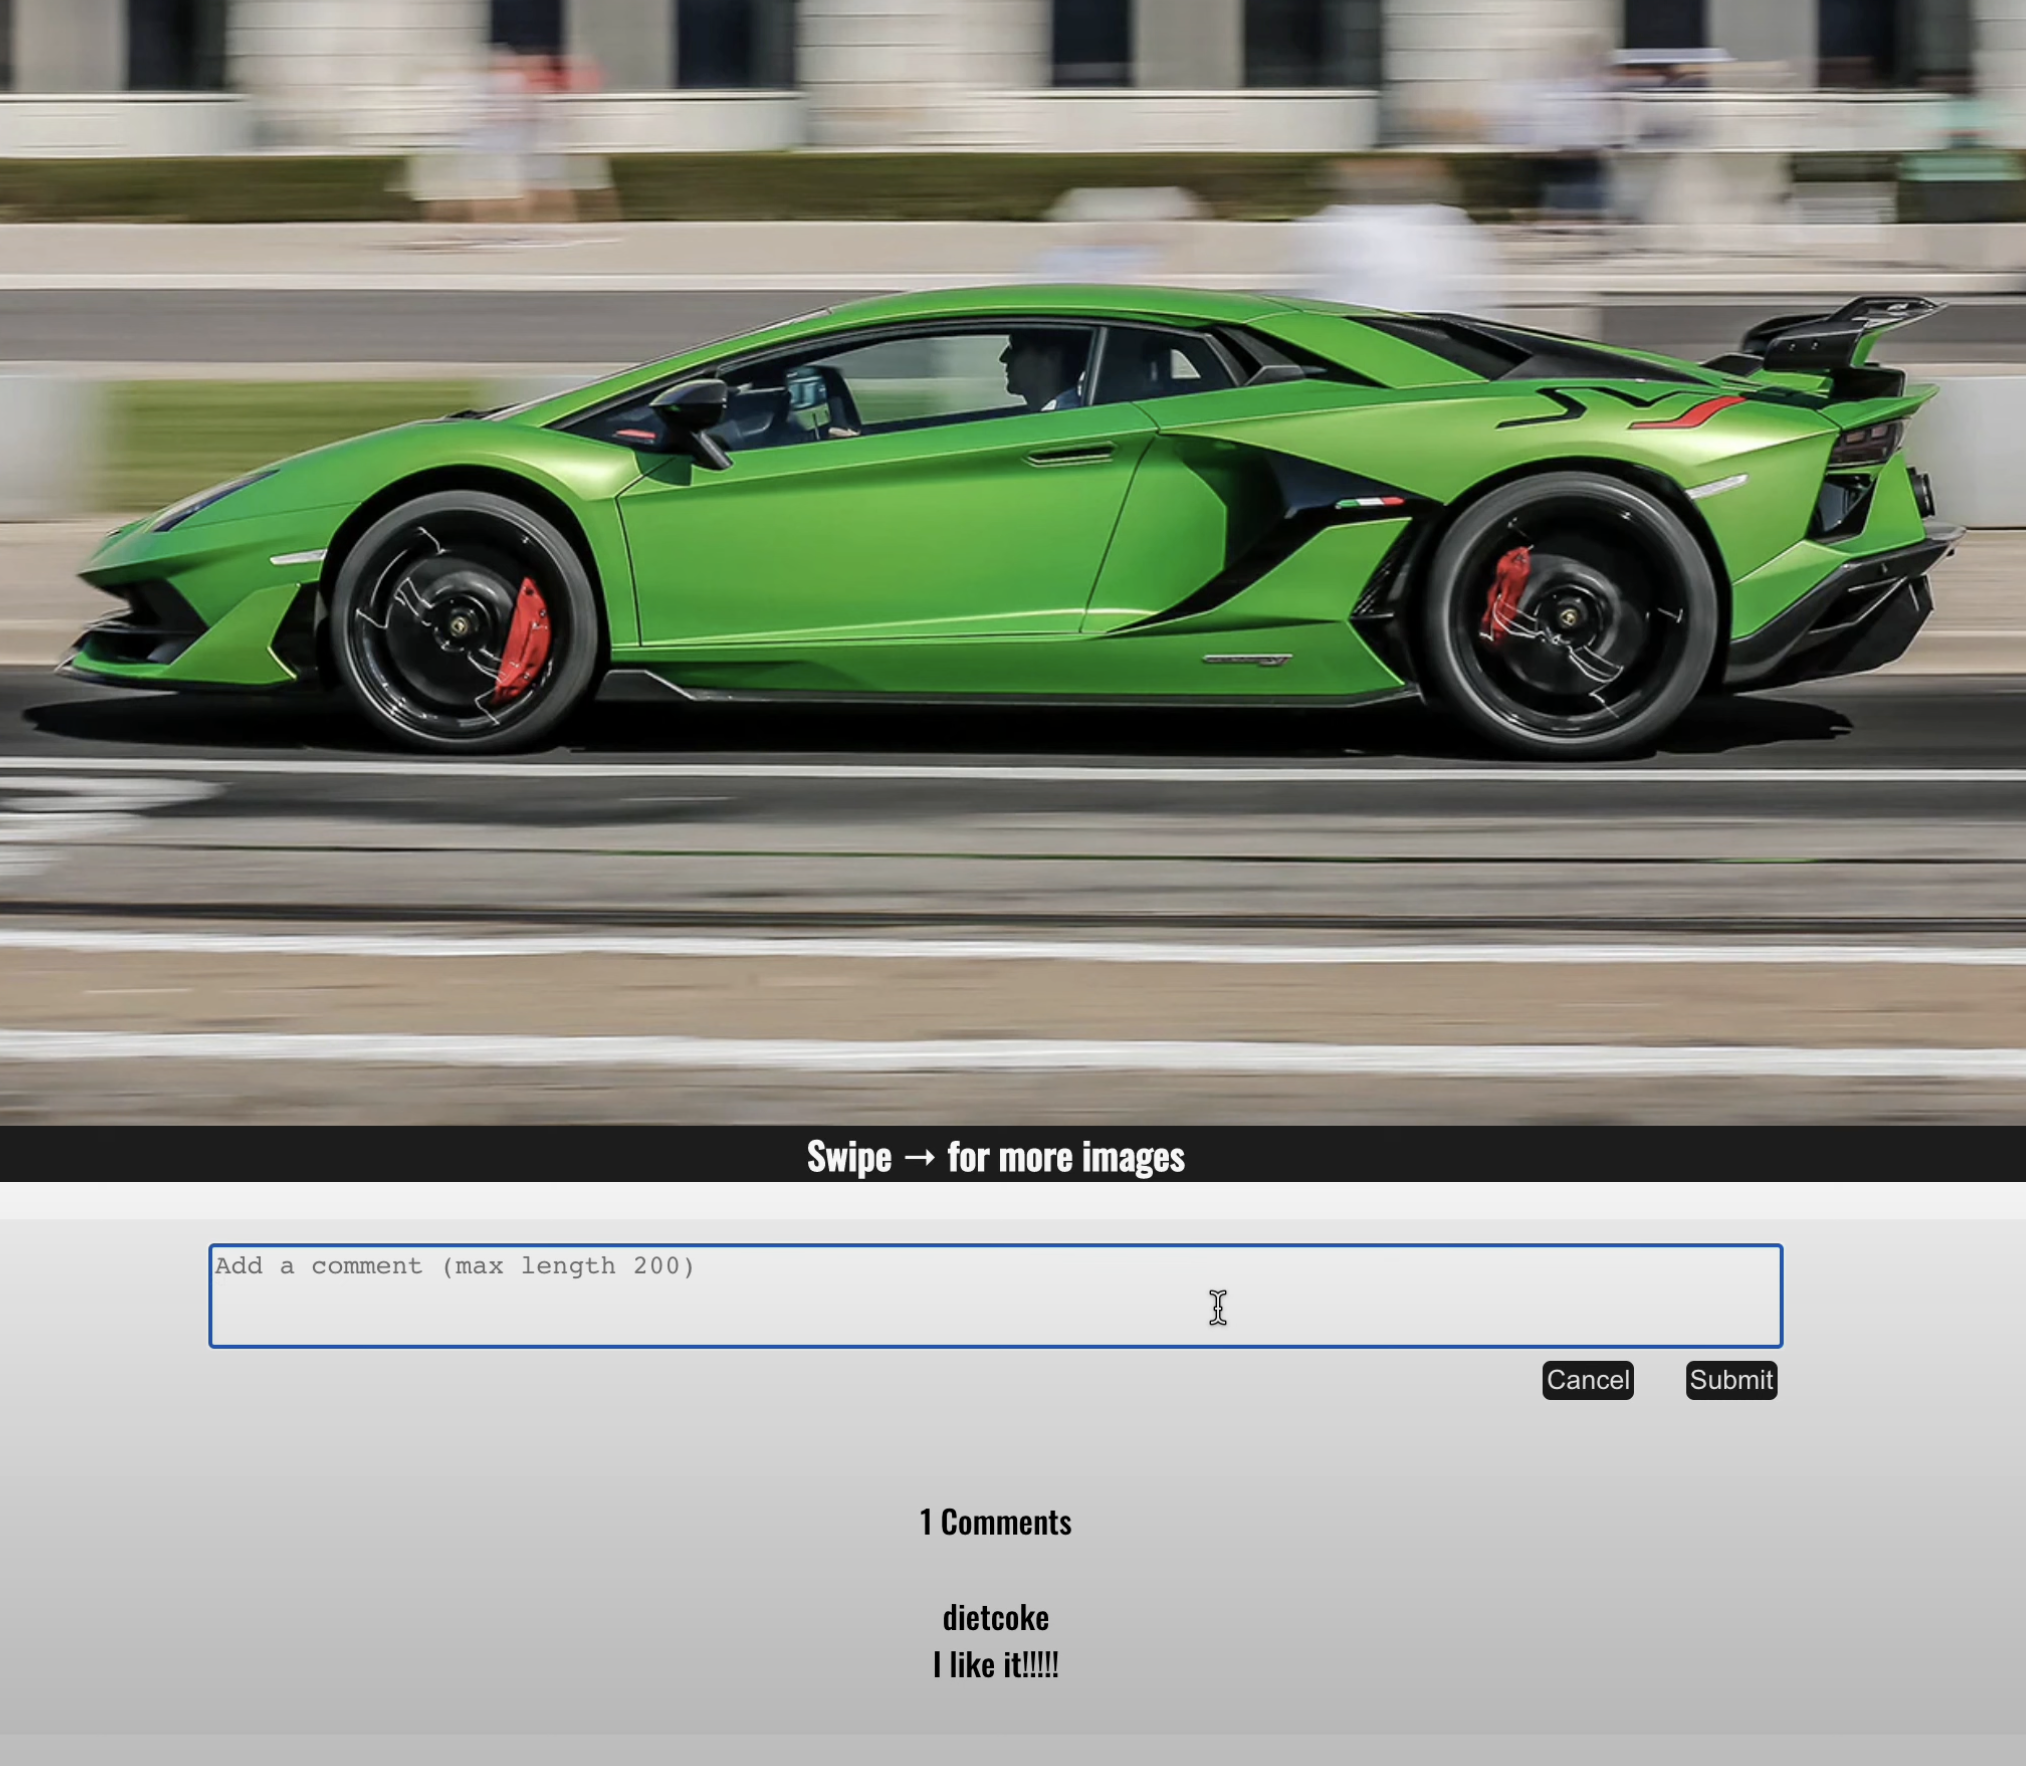 Swipe → for more images
Add a comment (max length 200)
Cancel Submit
1 Comments
dietcoke
I like it!!!!!